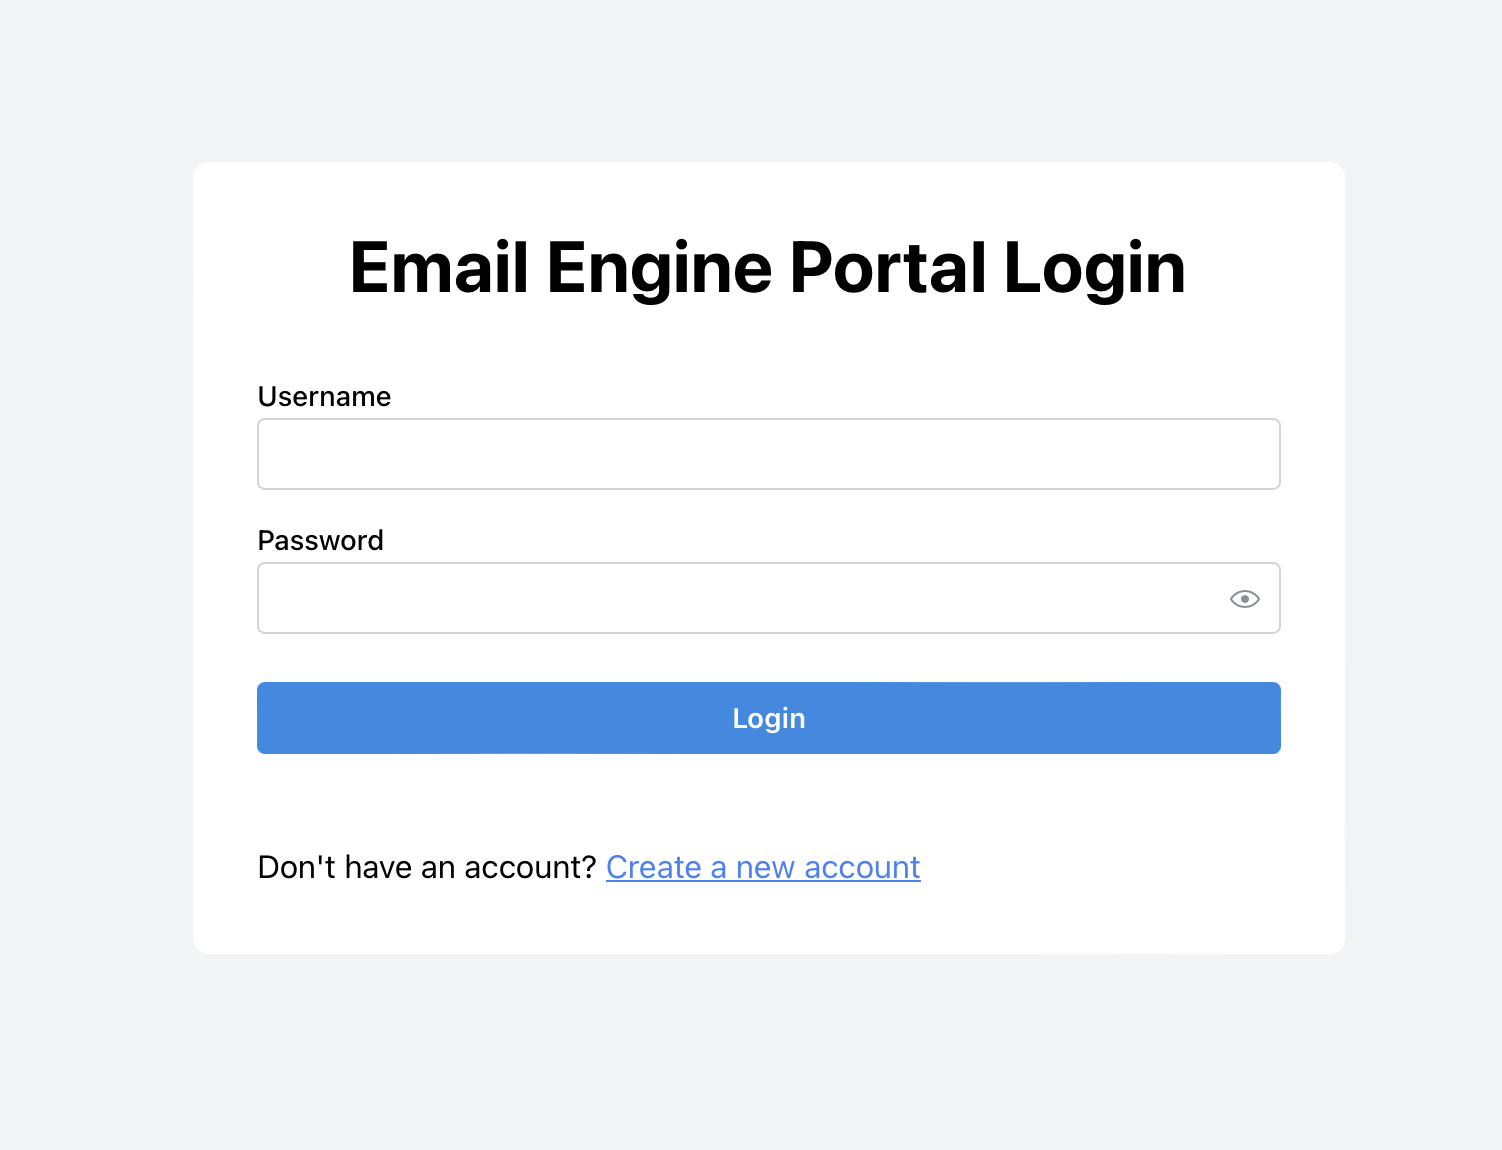 Email Engine Portal Login
Username
Password
Login
Don't have an account? Create a new account